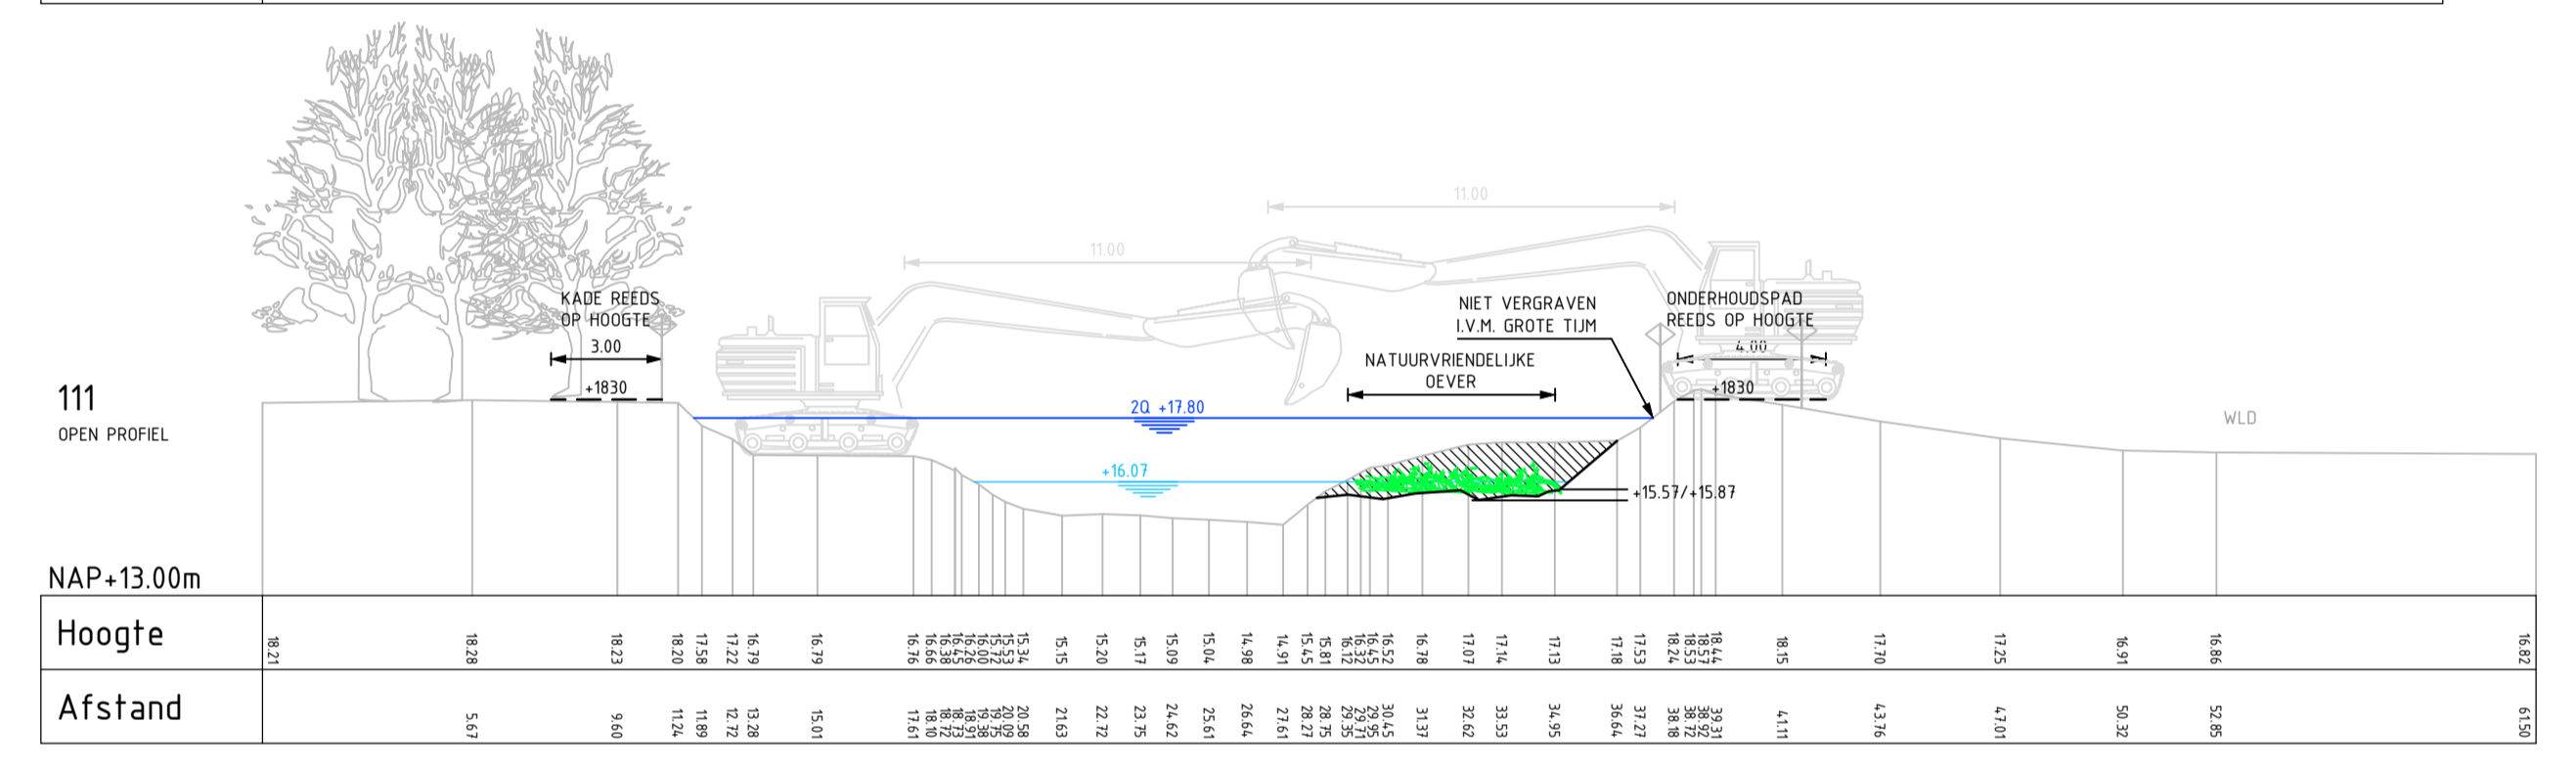 11.00
11.00
KADE REEDS
OP HOOGTE
3.00
+1830
NIET VERGRAVEN
I.V.M. GROTE TIJM
ONDERHOUDSPAD
REEDS OP HOOGTE
4.00
+1830
NATUURVRIENDELIJKE
OEVER
111
OPEN PROFIEL
2Q +17.80
WLD
+16.07
+15.57/+15.87
NAP+13.00m
Hoogte 18.21 18.28 18.23 18.20 17.58 17.22 16.79 16.79 16.76 16.66 16.38 16.45 16.26 16.00 15.72 15.53 15.34 15.15 15.20 15.17 15.09 15.04 14.98 14.91 15.45 15.81 16.12 16.32 16.45 16.52 16.78 17.07 17.14 17.13 17.18 17.53 18.24 18.53 18.57 18.44 18.15 17.70 17.25 16.91 16.86 16.82
Afstand 5.67 9.60 11.24 11.89 12.72 13.28 15.01 17.61 18.10 18.72 18.73 18.91 19.38 19.75 20.09 20.58 21.63 22.72 23.75 24.62 25.61 26.64 27.61 28.27 28.75 29.35 29.71 29.95 30.45 31.37 32.62 33.53 34.95 36.64 37.27 38.18 38.72 38.92 39.31 41.11 43.76 47.01 50.32 52.85 61.50